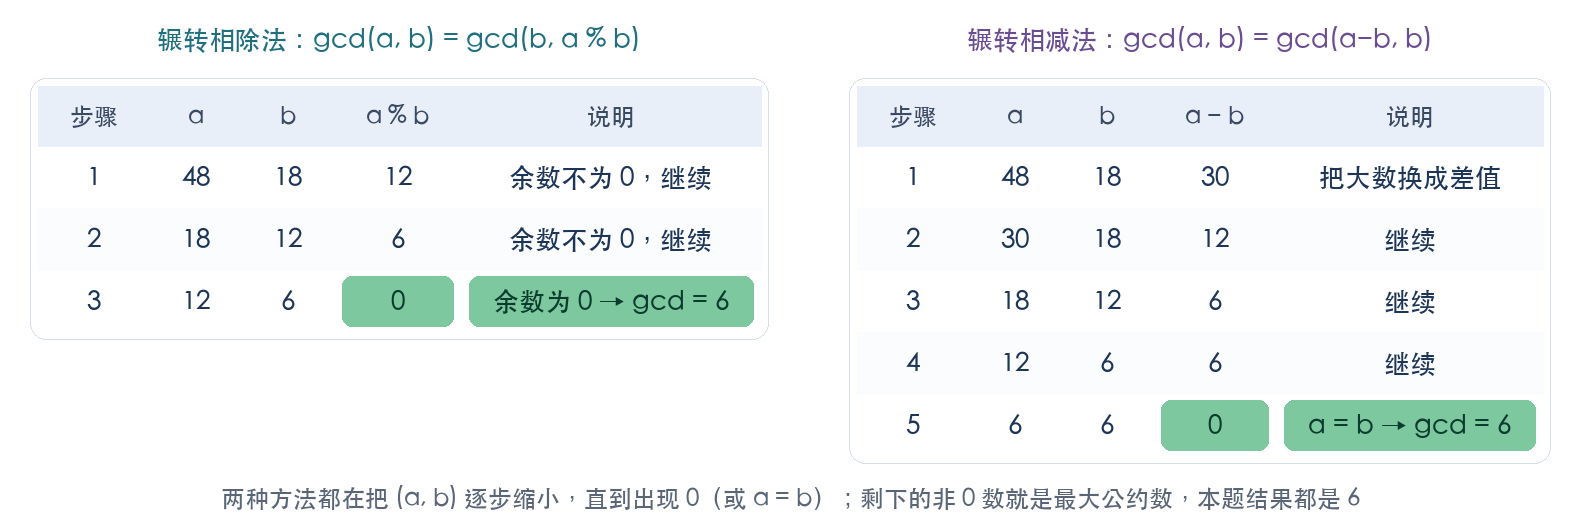 辗转相除法：gcd(a, b) = gcd(b, a % b)
步骤 a b a % b 说明
1 48 18 12 余数不为 0，继续
2 18 12 6 余数不为 0，继续
3 12 6 0 余数为 0 → gcd = 6
辗转相减法：gcd(a, b) = gcd(a−b, b)
步骤 a b a − b 说明
1 48 18 30 把大数换成差值
2 30 18 12 继续
3 18 12 6 继续
4 12 6 6 继续
5 6 6 0 a = b → gcd = 6
两种方法都在把 (a, b) 逐步缩小，直到出现 0（或 a = b）；剩下的非 0 数就是最大公约数，本题结果都是 6